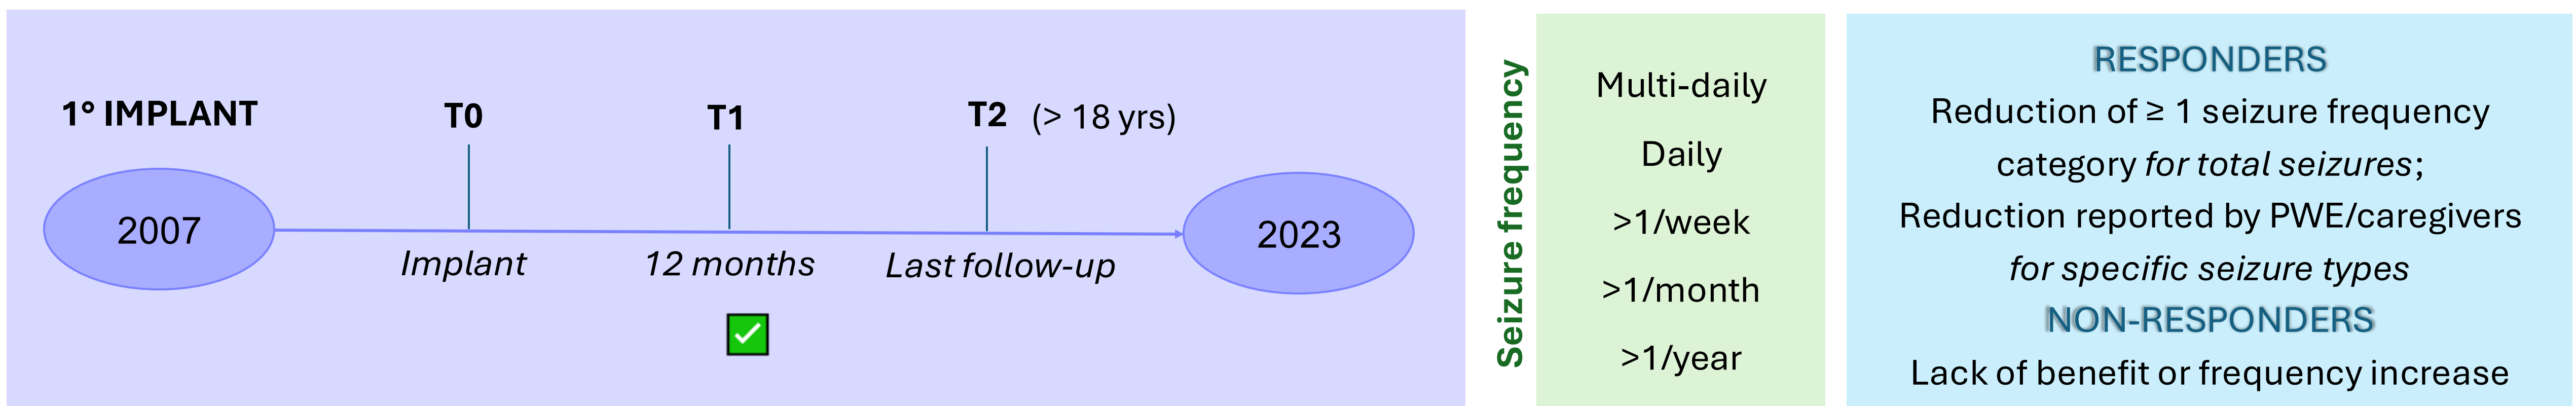 1° IMPLANT
T0
T1
T2 (> 18 yrs)
2007
2023
Implant
12 months
Last follow-up
Seizure frequency
Multi-daily
Daily
>1/week
>1/month
>1/year
RESPONDERS
Reduction of ≥ 1 seizure frequency
category for total seizures;
Reduction reported by PWE/caregivers
for specific seizure types
NON-RESPONDERS
Lack of benefit or frequency increase